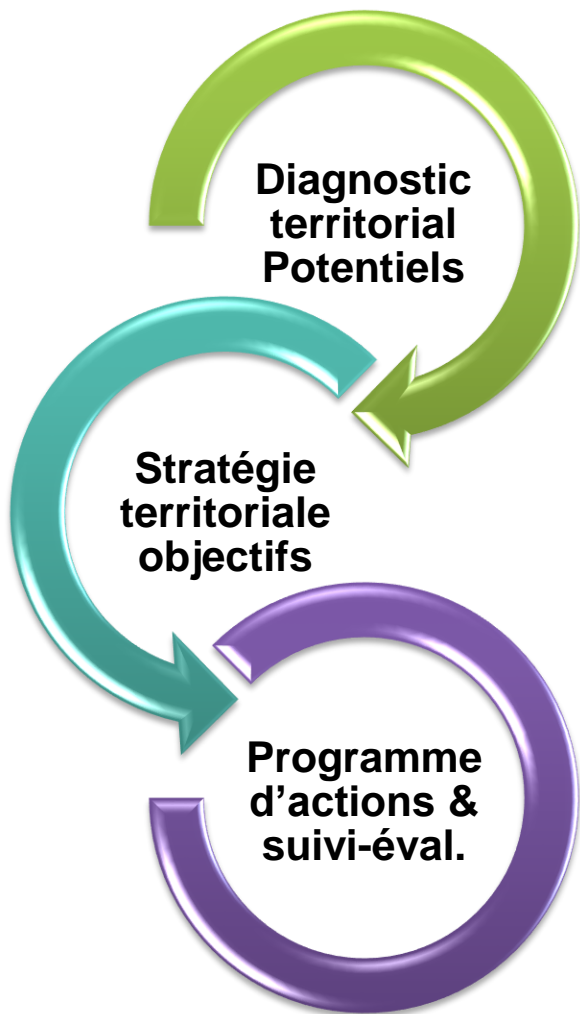 Diagnostic
territorial
Potentiels
Stratégie
territoriale
objectifs
Programme
d’actions &
suivi-éval.